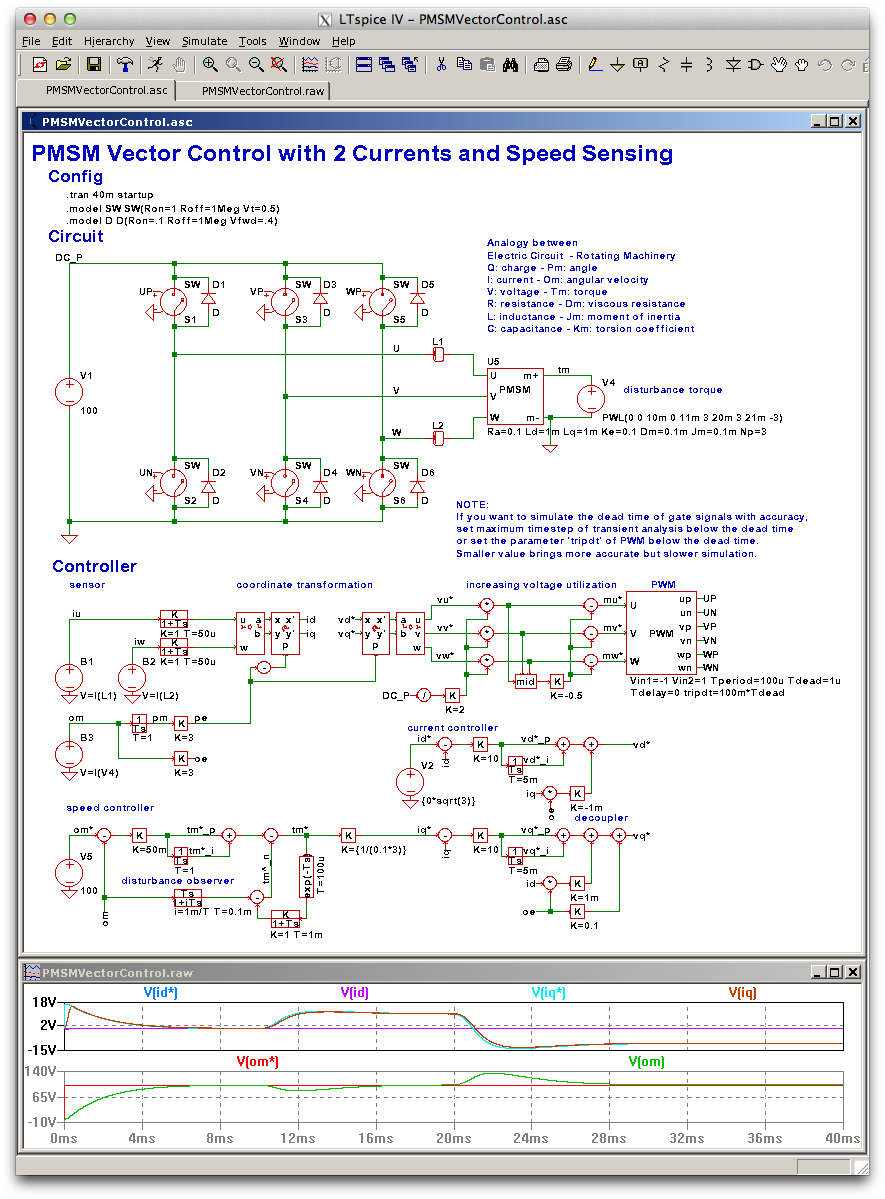 LTspice IV – PMSMVectorControl.asc
File Edit Hierarchy View Simulate Tools Window Help
PMSMVectorControl.asc PMSMVectorControl.raw
PMSMVectorControl.asc
PMSM Vector Control with 2 Currents and Speed Sensing
Config
.tran 40m startup
.model SW SW(Ron=1 Roff=1Meg Vt=0.5)
.model D D(Ron=.1 Roff=1Meg Vfwd=.4)
Circuit
DC_P
Analogy between
Electric Circuit - Rotating Machinery
Q: charge - Pm: angle
I: current - Om: angular velocity
V: voltage - Tm: torque
R: resistance - Dm: viscous resistance
L: inductance - Jm: moment of inertia
C: capacitance - Km: torsion coefficient
UP SW D1 VP SW D3 WP SW D5
S1 D S3 D S5 D
U L1
V1
100
V
W L2
U5
U m+ tm
PMSM
V
W m-
V4
disturbance torque
PWL(0 0 10m 0 11m 3 20m 3 21m -3)
Ra=0.1 Ld=1m Lq=1m Ke=0.1 Dm=0.1m Jm=0.1m Np=3
UN SW D2 VN SW D4 WN SW D6
S2 D S4 D S6 D
NOTE:
If you want to simulate the dead time of gate signals with accuracy,
set maximum timestep of transient analysis below the dead time
or set the parameter 'tripdt' of PWM below the dead time.
Smaller value brings more accurate but slower simulation.
Controller
sensor coordinate transformation increasing voltage utilization PWM
iu
K
1+Ts
K=1 T=50u
iw
K
1+Ts
K=1 T=50u
B1
V=I(L1)
B2
V=I(L2)
u a
v
w b
x x'
y y'
P
id
iq
vd*
vq*
x x'
y y'
P
a u
v
b w
vu*
vv*
vw*
DC_P
K
K=2
mid
K
K=-0.5
mu*
mv*
mw*
U up UP
un UN
V PWM vp VP
vn VN
W wp WP
wn WN
Vin1=-1 Vin2=1 Tperiod=100u Tdead=1u
Tdelay=0 tripdt=100m*Tdead
om
1
Ts
T=1
pm
K
K=3
pe
B3
V=I(V4)
K
K=3
oe
current controller
id*
id
K
K=10
vd*_p
1
Ts
vd*_i
T=5m
vd*
V2
{0*sqrt(3)}
iq
K
K=-1m
oe
decoupler
speed controller
om*
K
K=50m
tm*_p
1
Ts
tm*_i
T=1
tm*
tm*_n
exp(-Ts)
T=100u
K
K={1/(0.1*3)}
iq*
iq
K
K=10
vq*_p
1
Ts
vq*_i
T=5m
vq*
V5
100
disturbance observer
om
Ts
i=1m/T T=0.1m
K
1+Ts
K=1 T=1m
id
K
K=1m
oe
K
K=0.1
PMSMVectorControl.raw
V(id*) V(id) V(iq*) V(iq)
18V
2V
-15V
V(om*) V(om)
140V
65V
-10V
0ms 4ms 8ms 12ms 16ms 20ms 24ms 28ms 32ms 36ms 40ms